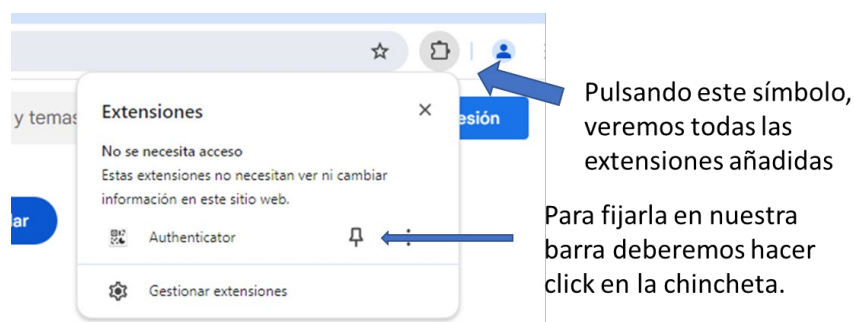 y temas
Extensiones
esión
No se necesita acceso
Estas extensiones no necesitan ver ni cambiar
información en este sitio web.
lar
Authenticator
Gestionar extensiones
Pulsando este símbolo,
veremos todas las
extensiones añadidas
Para fijarla en nuestra
barra deberemos hacer
click en la chincheta.